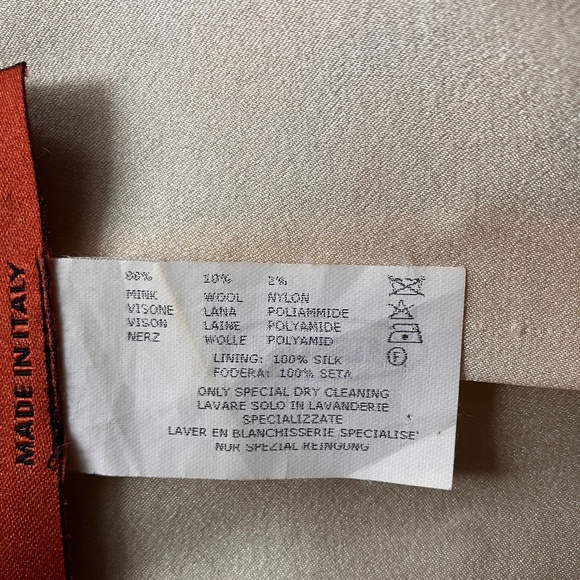 MADE IN ITALY
10% 2%
MINK WOOL NYLON
VISONE LANA POLIAMMIDE
VISON LAINE POLYAMIDE
NERZ WOLLE POLYAMID
LINING: 100% SILK
FODERA: 100% SETA
ONLY SPECIAL DRY CLEANING
LAVARE SOLO IN LAVANDERIE
SPECIALIZZATE
LAVER EN BLANCHISSERIE SPECIALISE'
NUR SPEZIAL REINGUNG
F